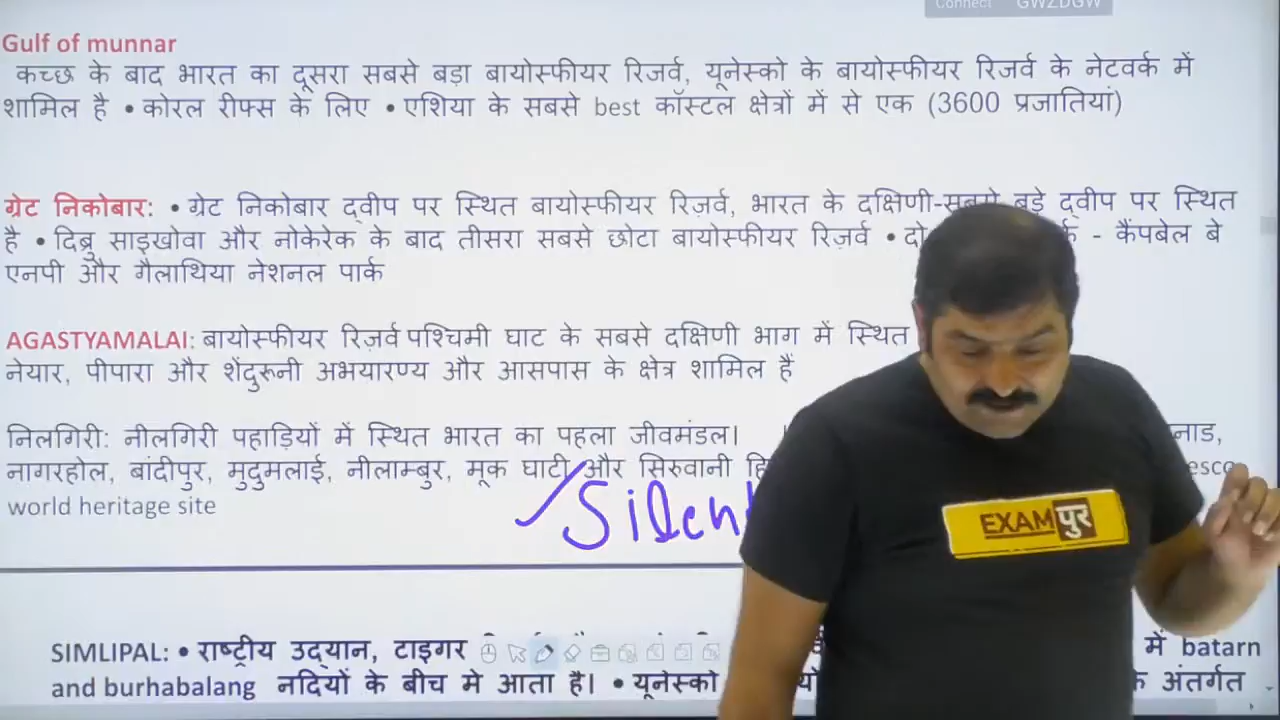 Connect GWZDGW
Gulf of munnar
कच्छ के बाद भारत का दूसरा सबसे बड़ा बायोस्फीयर रिजर्व, यूनेस्को के बायोस्फीयर रिजर्व के नेटवर्क में
शामिल है • कोरल रीफ्स के लिए • एशिया के सबसे best कॉस्टल क्षेत्रों में से एक (3600 प्रजातियां)
ग्रेट निकोबार: • ग्रेट निकोबार द्वीप पर स्थित बायोस्फीयर रिज़र्व, भारत के दक्षिणी-सबसे बड़े द्वीप पर स्थित
है • दिब्रु साइखोवा और नोकेरेक के बाद तीसरा सबसे छोटा बायोस्फीयर रिज़र्व • - कैंपबेल बे
एनपी और गैलाथिया नेशनल पार्क
AGASTYAMALAI: बायोस्फीयर रिज़र्व पश्चिमी घाट के सबसे दक्षिणी भाग में स्थित
नेयार, पीपारा और शेंदुरूनी अभयारण्य और आसपास के क्षेत्र शामिल हैं
निलगिरी: नीलगिरी पहाड़ियों में स्थित भारत का पहला जीवमंडल।
नागरहोल, बांदीपुर, मुदुमलाई, नीलाम्बुर, मूक घाटी और सिरुवानी
world heritage site
Silent
EXAMपुर
SIMLIPAL: • राष्ट्रीय उद्यान, टाइगर में batarn
and burhabalang नदियों के बीच मे आता है। • यूनेस्को के अंतर्गत